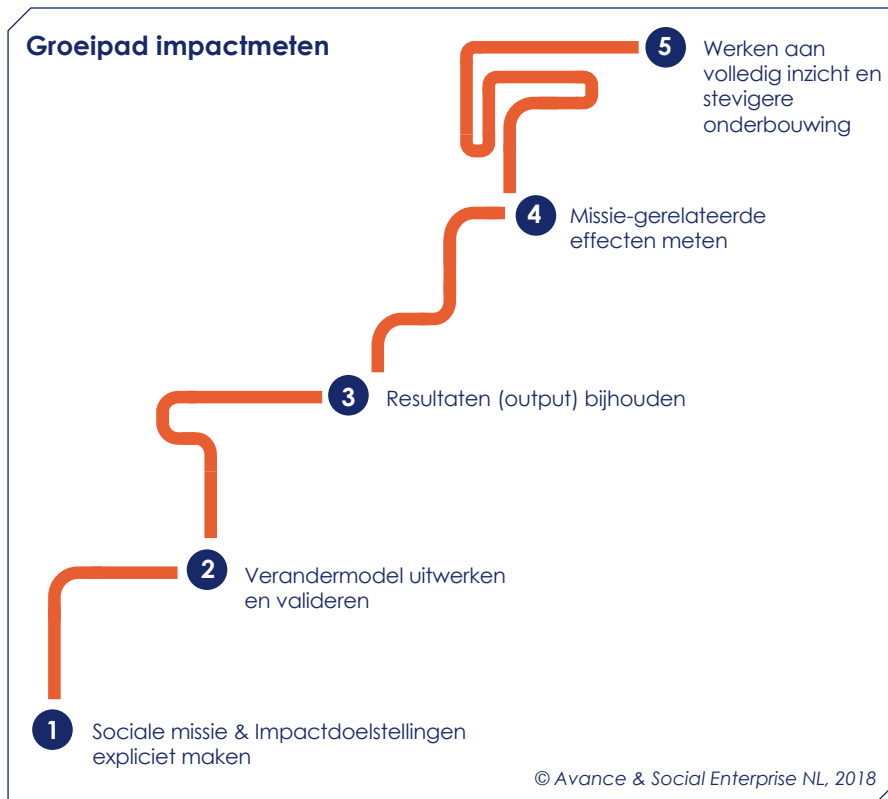 Groeipad impactmeten
5
Werken aan
volledig inzicht en
stevigere
onderbouwing
4
Missie-gerelateerde
effecten meten
3
Resultaten (output) bijhouden
2
Verandermodel uitwerken
en valideren
1
Sociale missie & Impactdoelstellingen
expliciet maken
© Avance & Social Enterprise NL, 2018